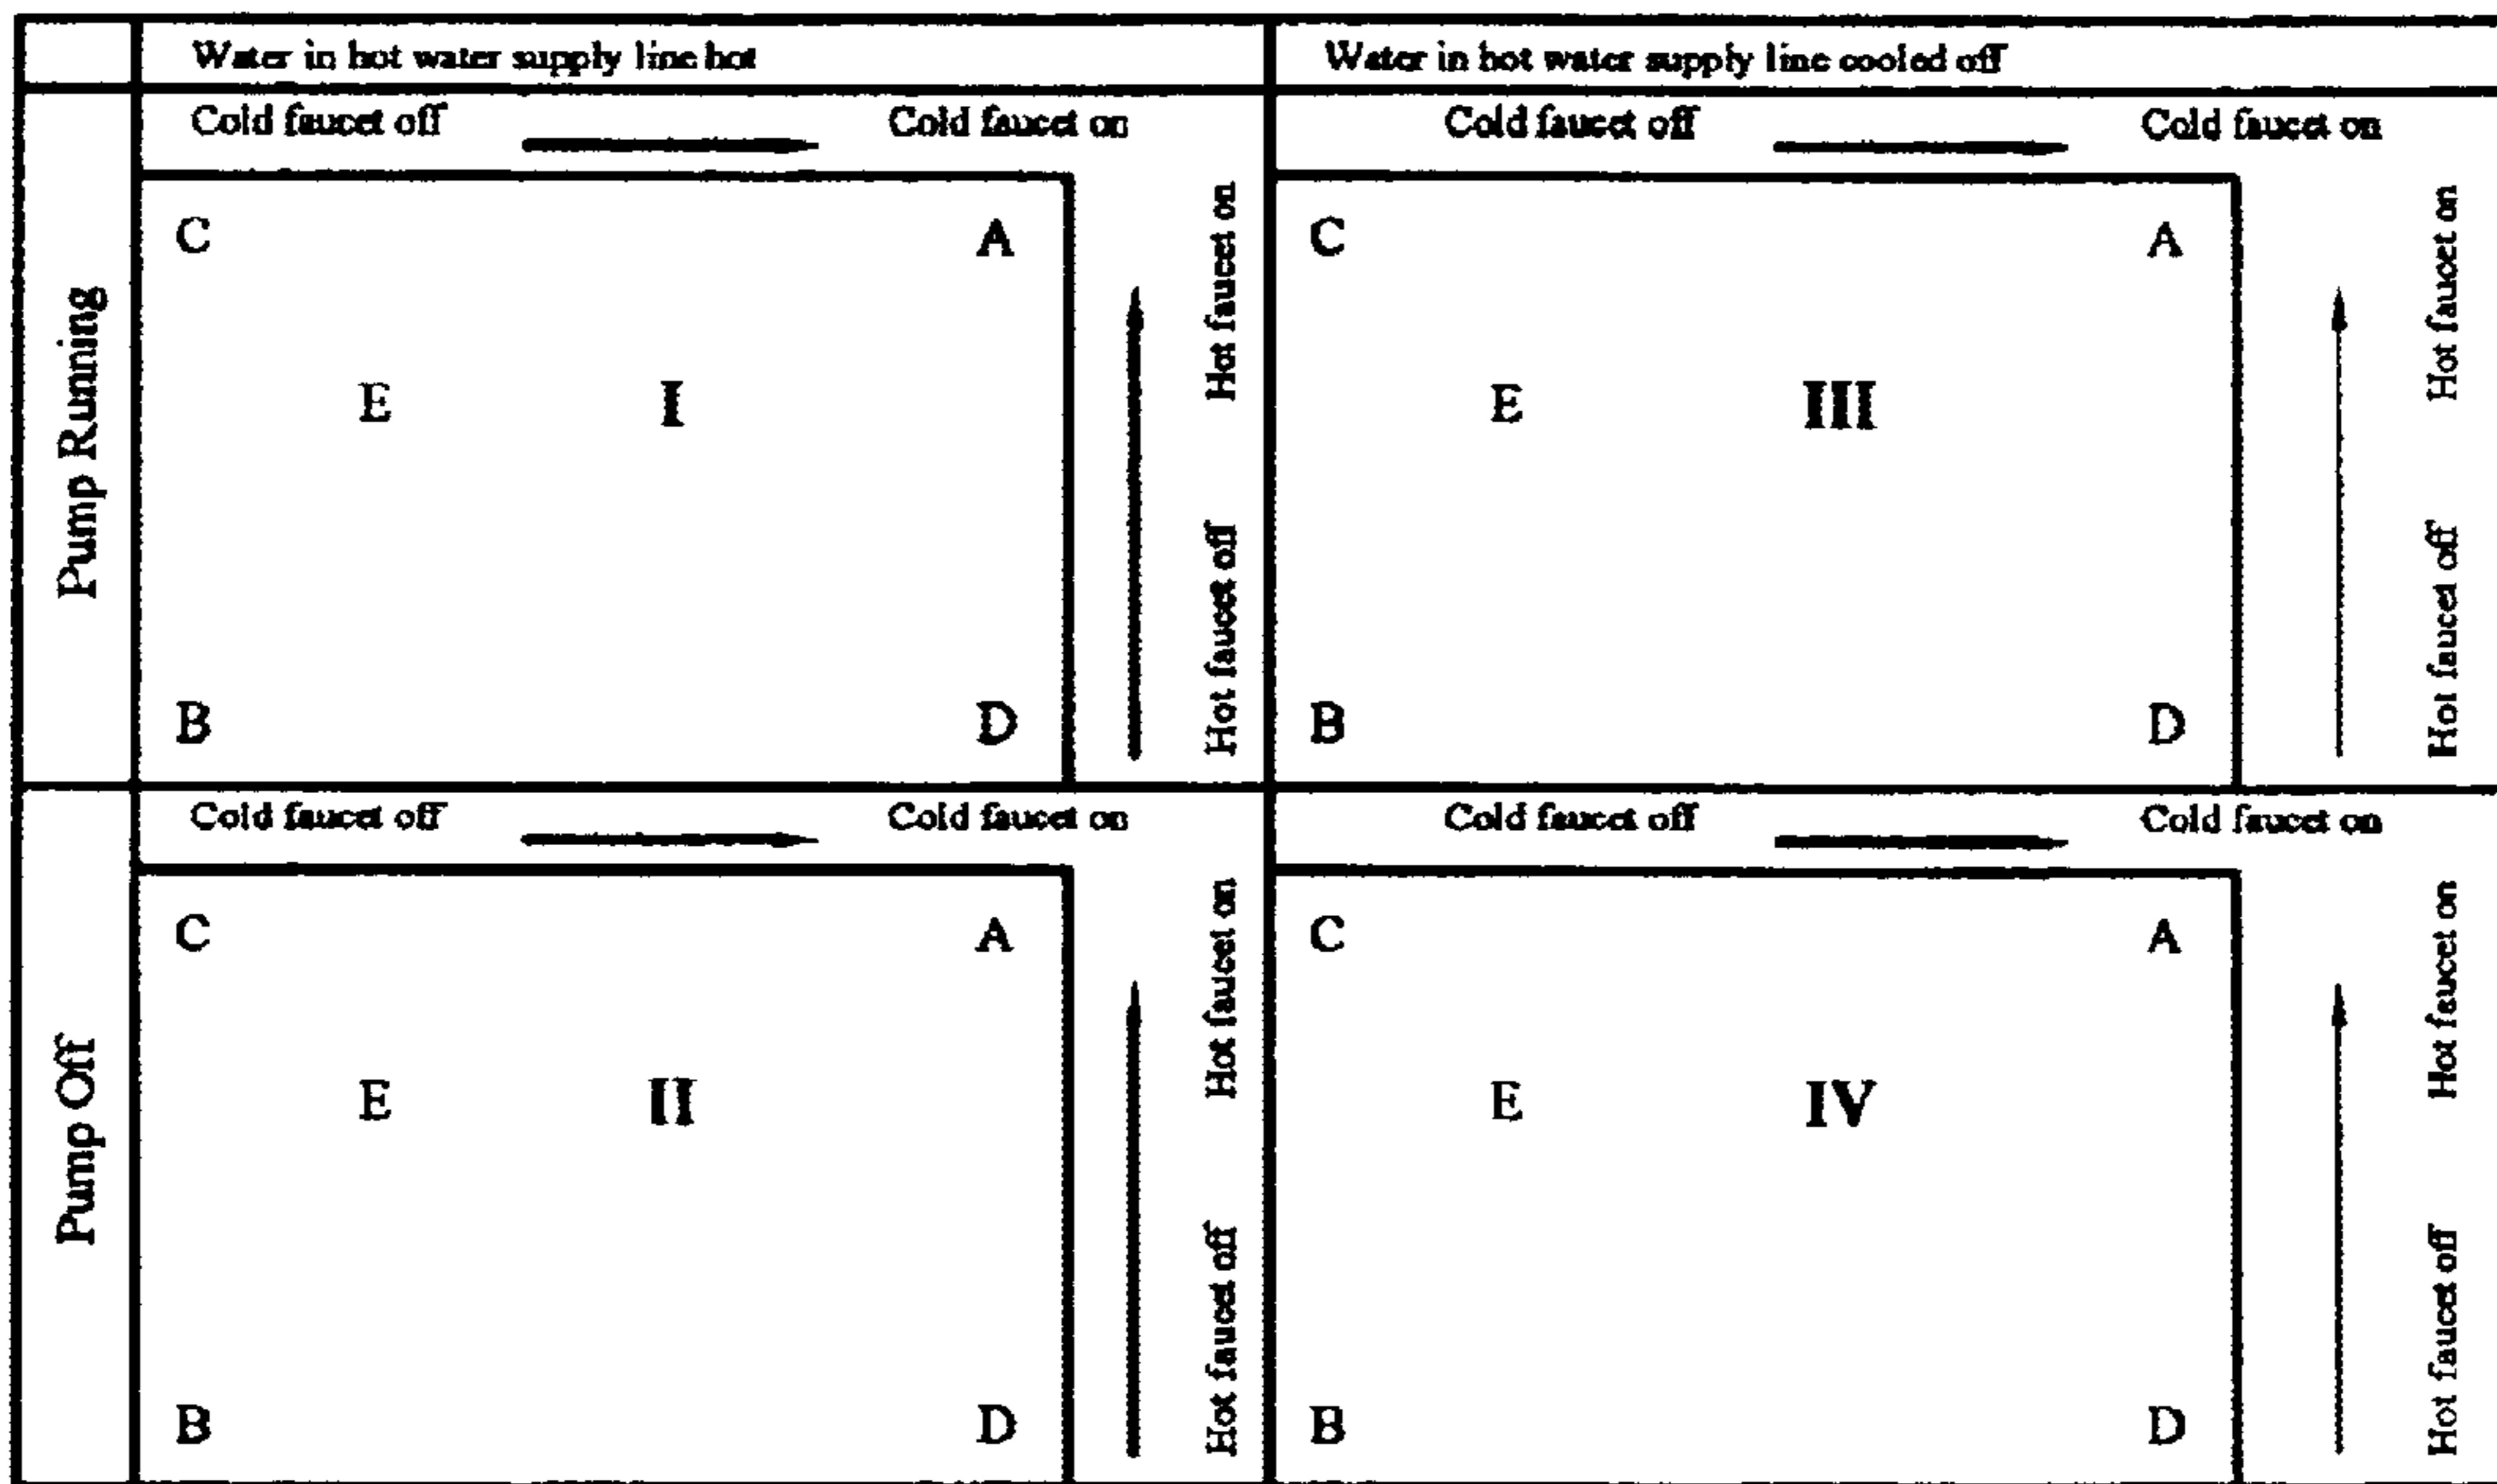 Water in hot water supply line hot
Water in hot water supply line cooled off
Pump Running
Cold faucet off
Cold faucet on
C
A
E
I
B
D
Hot faucet off
Hot faucet on
Cold faucet off
Cold faucet on
C
A
E
III
B
D
Hot faucet off
Hot faucet on
Pump Off
Cold faucet off
Cold faucet on
C
A
E
II
B
D
Hot faucet off
Hot faucet on
Cold faucet off
Cold faucet on
C
A
E
IV
B
D
Hot faucet off
Hot faucet on